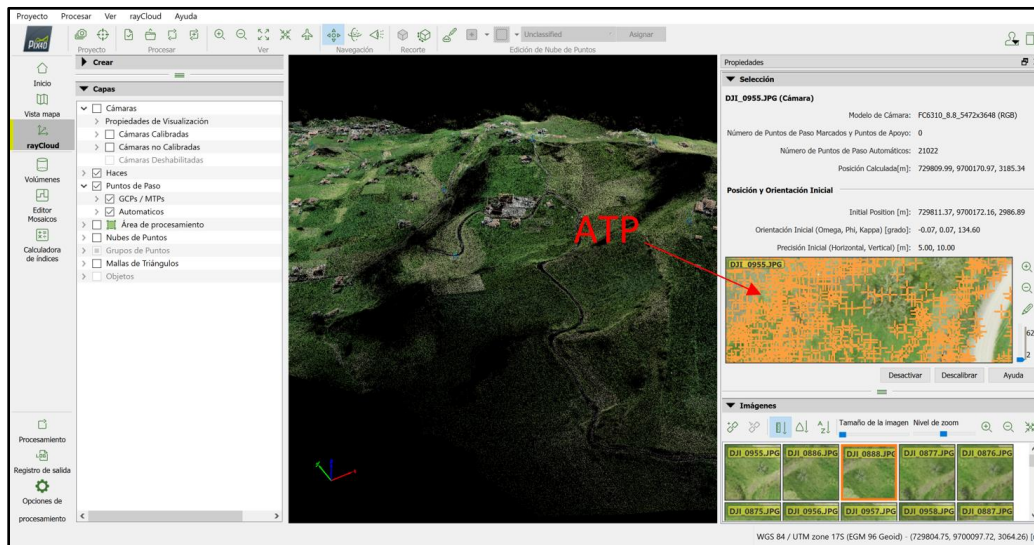 Proyecto Procesar Ver rayCloud Ayuda
PIX4D
Proyecto Procesar Ver Navegación Recorte Edición de Nube de Puntos
Unclassified Asignar
Inicio
Vista mapa
rayCloud
Volúmenes
Editor
Mosaicos
Calculadora
de índices
Procesamiento
Registro de salida
Opciones de
procesamiento
Crear
Capas
Cámaras
Propiedades de Visualización
Cámaras Calibradas
Cámaras no Calibradas
Cámaras Deshabilitadas
Haces
Puntos de Paso
GCPs / MTPs
Automaticos
Área de procesamiento
Nubes de Puntos
Grupos de Puntos
Mallas de Triángulos
Objetos
ATP
Propiedades
Selección
DJI_0955.JPG (Cámara)
Modelo de Cámara: FC6310_8.8_5472x3648 (RGB)
Número de Puntos de Paso Marcados y Puntos de Apoyo: 0
Número de Puntos de Paso Automáticos: 21022
Posición Calculada[m]: 729809.99, 9700170.97, 3185.34
Posición y Orientación Inicial
Initial Position [m]: 729811.37, 9700172.16, 2986.89
Orientación Inicial (Omega, Phi, Kappa) [grado]: -0.07, 0.07, 134.60
Precisión Inicial (Horizontal, Vertical) [m]: 5.00, 10.00
DJI_0955.JPG
62
2
Desactivar Descalibrar Ayuda
Imágenes
Tamaño de la imagen Nivel de zoom
DJI_0955.JPG DJI_0886.JPG DJI_0888.JPG DJI_0877.JPG DJI_0876.JPG
DJI_0875.JPG DJI_0956.JPG DJI_0957.JPG DJI_0958.JPG DJI_0887.JPG
WGS 84 / UTM zone 17S (EGM 96 Geoid) - (729804.75, 9700097.72, 3064.26) [